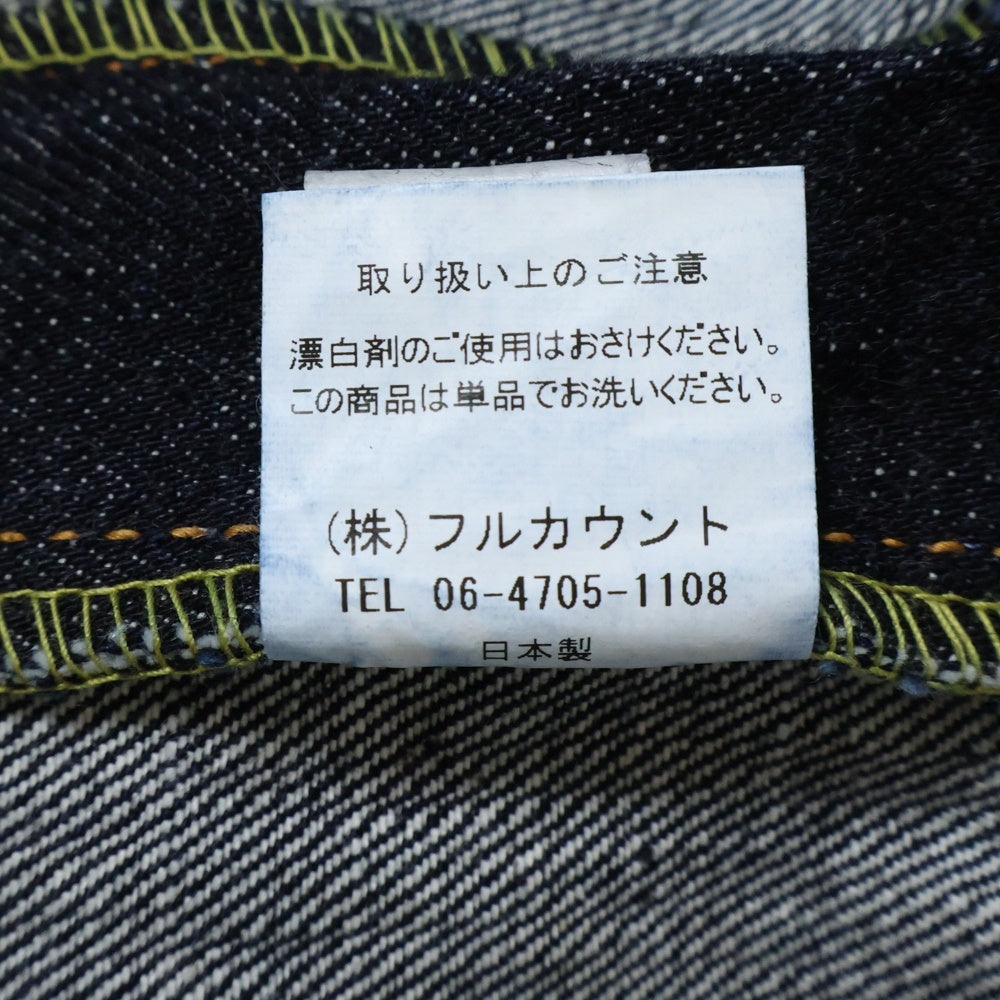 取り扱い上のご注意
漂白剤のご使用はおさけください。
この商品は単品でお洗いください。
(株)フルカウント
TEL 06-4705-1108
日本製